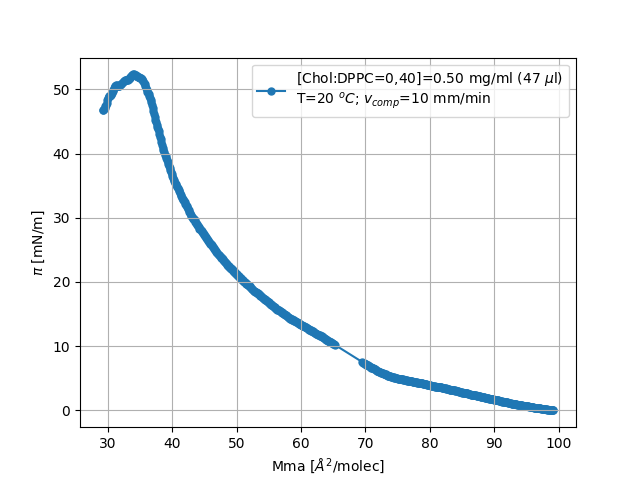 [Chol:DPPC=0,40]=0.50 mg/ml (47 μl)
T=20 °C; v_comp=10 mm/min
50
40
30
20
10
0
π [mN/m]
30 40 50 60 70 80 90 100
Mma [Å²/molec]